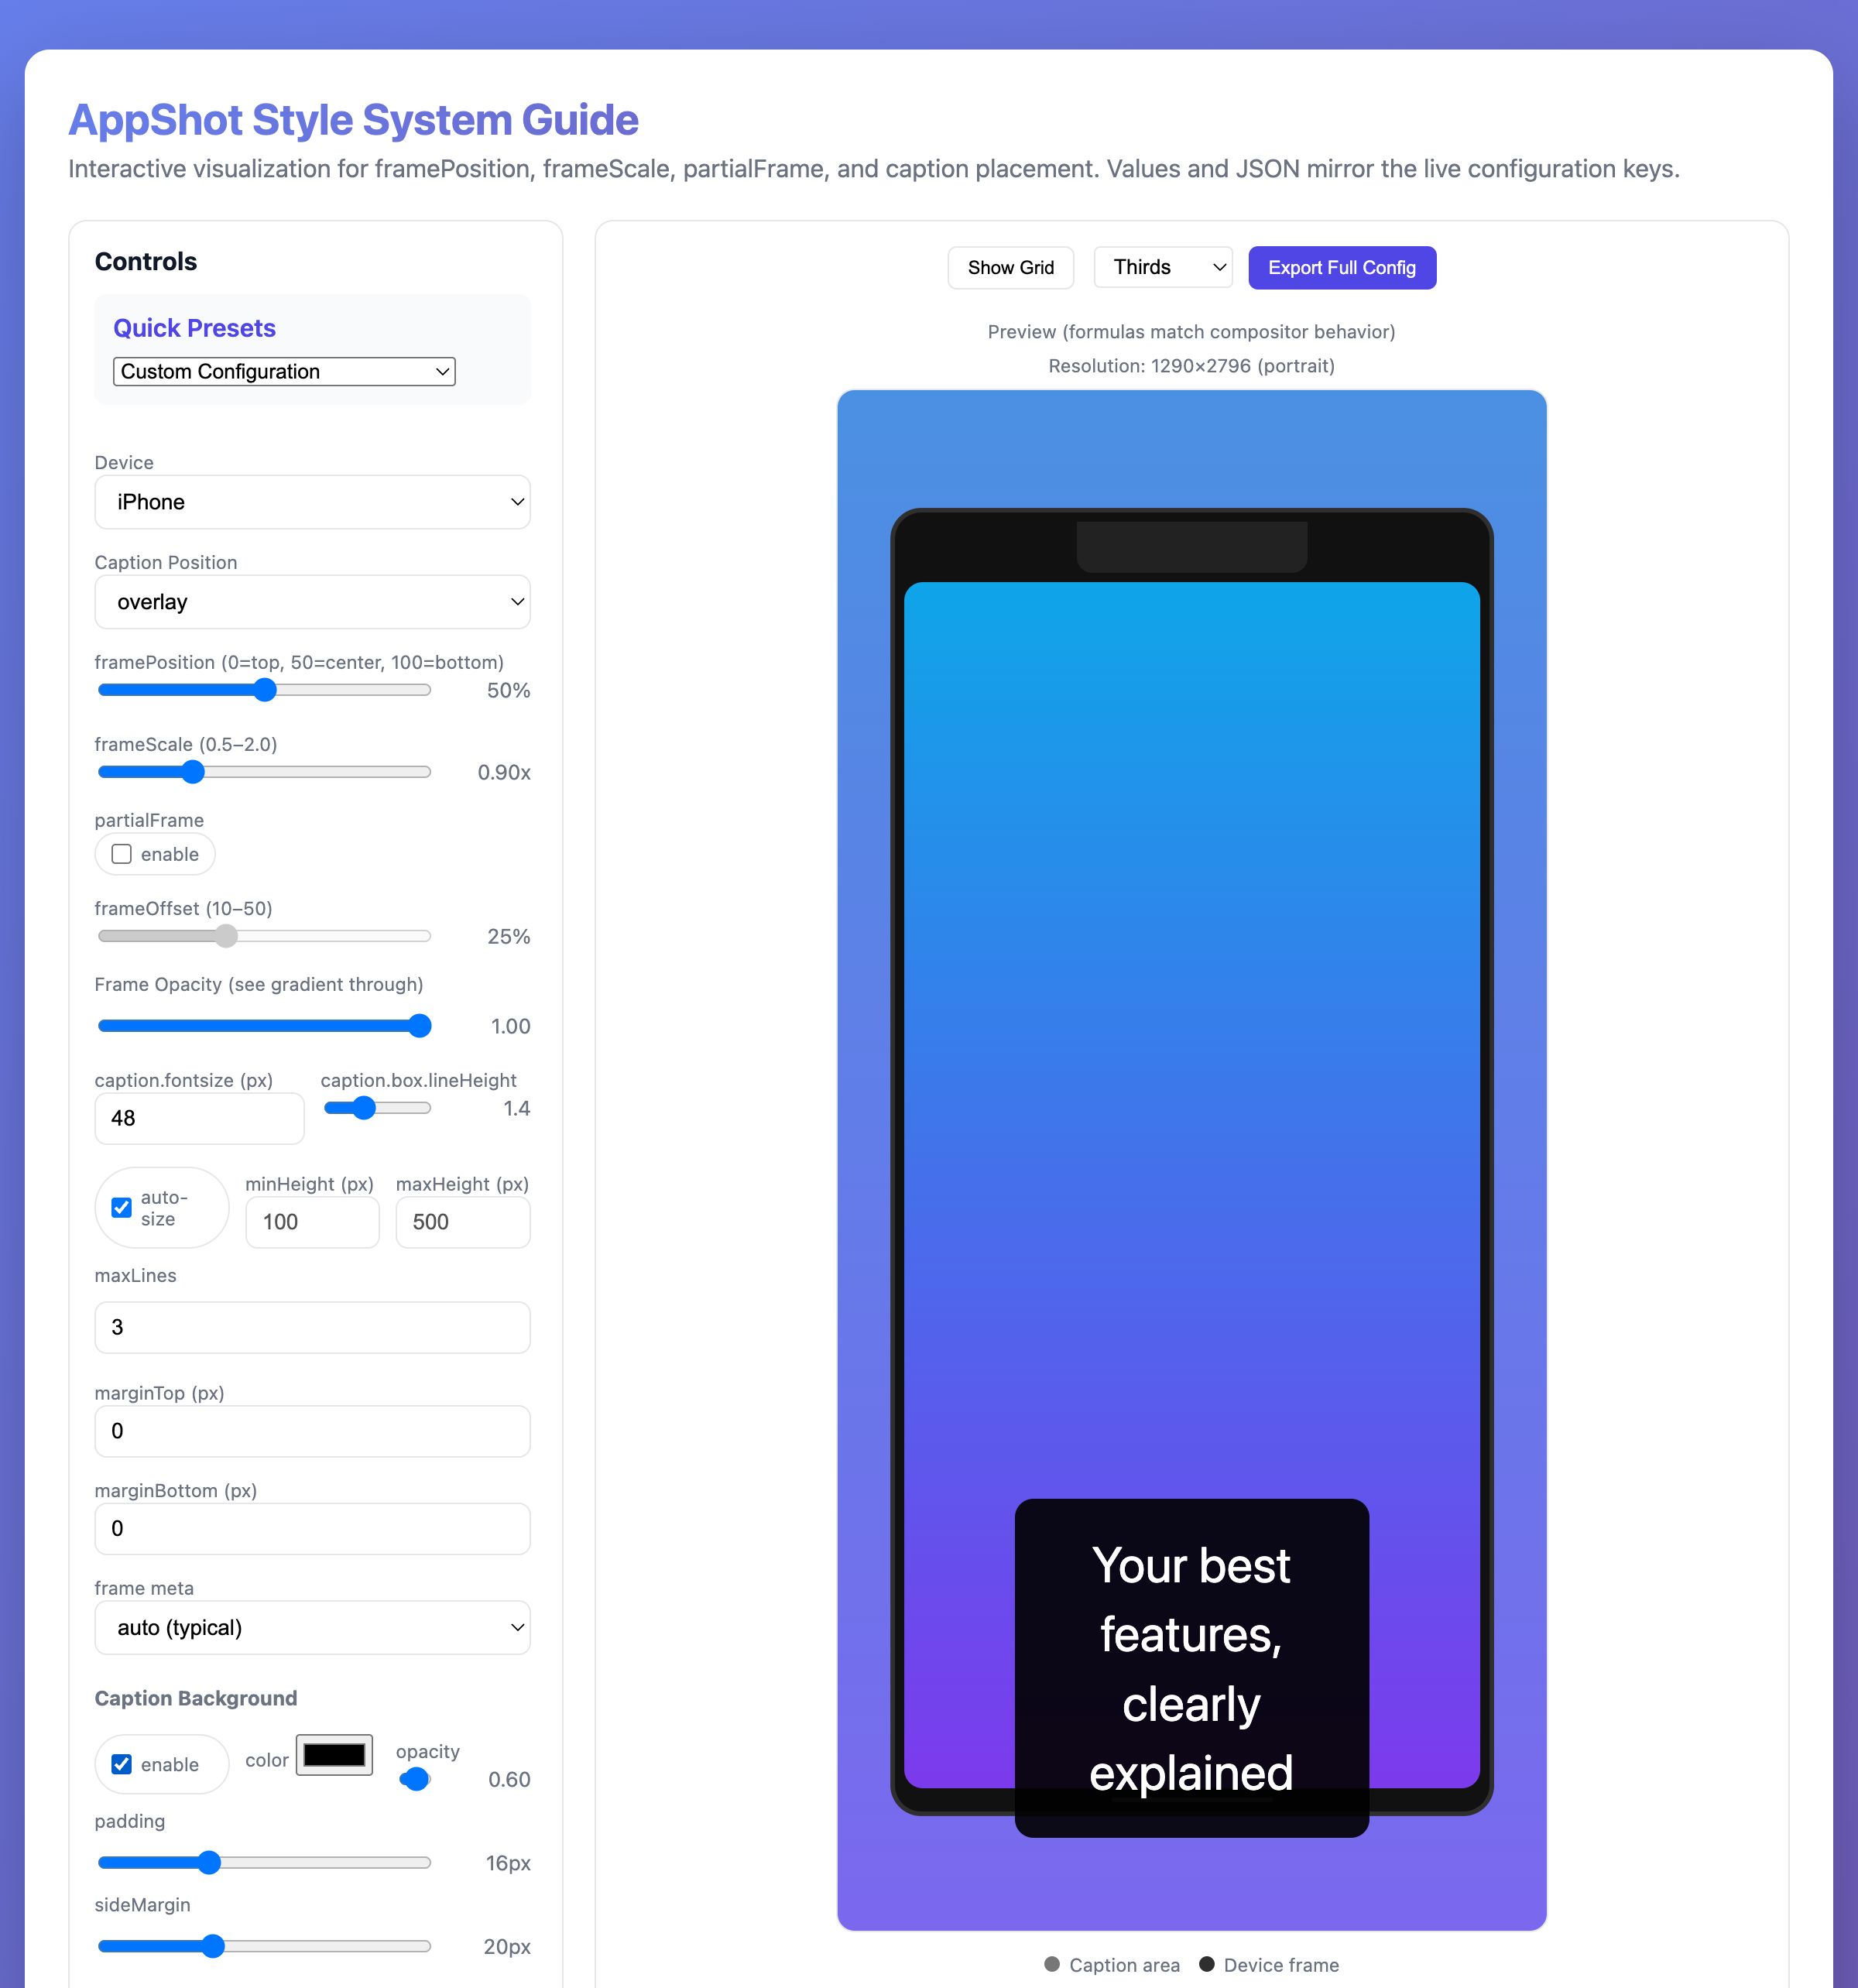 AppShot Style System Guide
Interactive visualization for framePosition, frameScale, partialFrame, and caption placement. Values and JSON mirror the live configuration keys.
Controls
Quick Presets
Custom Configuration
Device
iPhone
Caption Position
overlay
framePosition (0=top, 50=center, 100=bottom)
50%
frameScale (0.5–2.0)
0.90x
partialFrame
enable
frameOffset (10–50)
25%
Frame Opacity (see gradient through)
1.00
caption.fontsize (px)
48
caption.box.lineHeight
1.4
auto-
size
minHeight (px)
100
maxHeight (px)
500
maxLines
3
marginTop (px)
0
marginBottom (px)
0
frame meta
auto (typical)
Caption Background
enable
color
opacity
0.60
padding
16px
sideMargin
20px
Show Grid
Thirds
Export Full Config
Preview (formulas match compositor behavior)
Resolution: 1290×2796 (portrait)
Your best
features,
clearly
explained
Caption area
Device frame